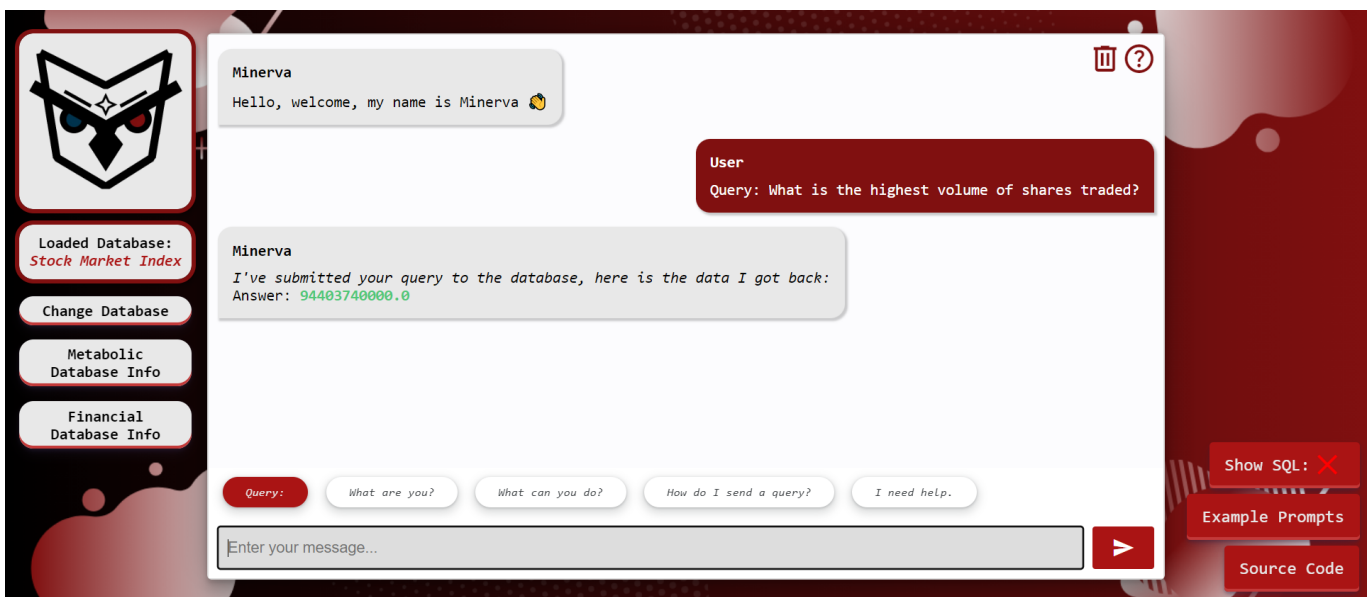 Minerva
Hello, welcome, my name is Minerva 👏
User
Query: What is the highest volume of shares traded?
Minerva
I've submitted your query to the database, here is the data I got back:
Answer: 94403740000.0
Loaded Database:
Stock Market Index
Change Database
Metabolic
Database Info
Financial
Database Info
Query:
What are you?
What can you do?
How do I send a query?
I need help.
Enter your message...
Show SQL: ❌
Example Prompts
Source Code